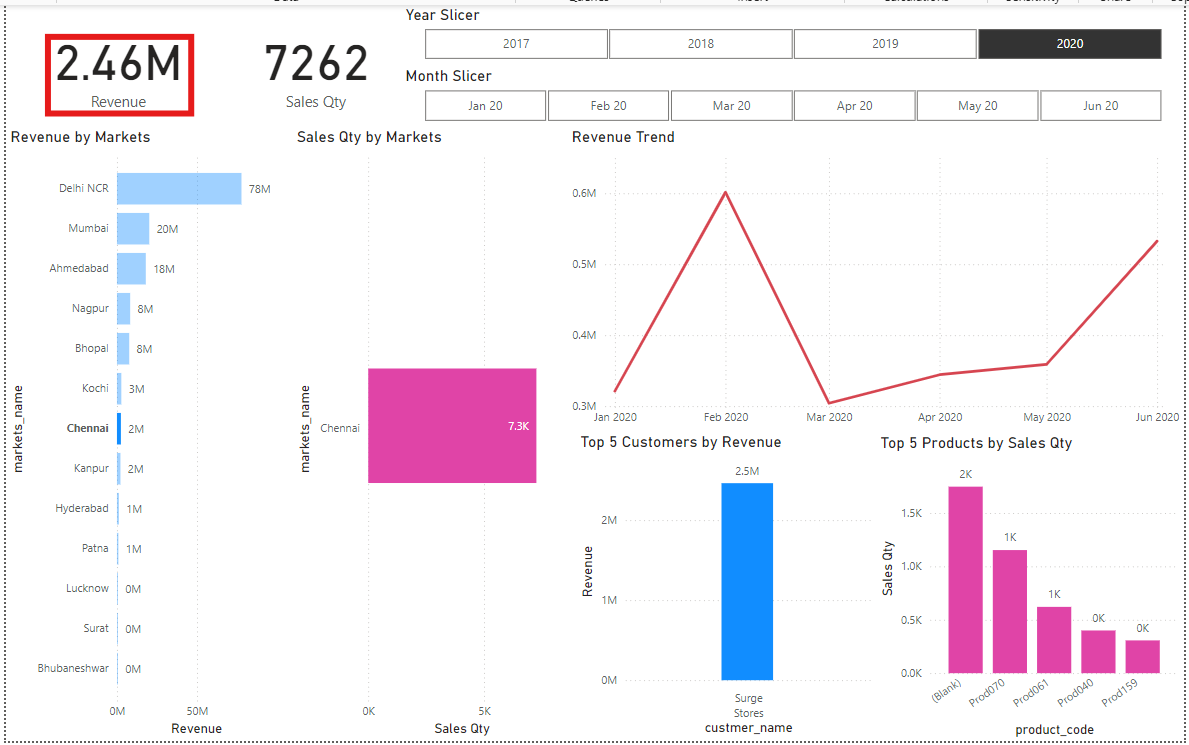 Year Slicer
2.46M
Revenue
7262
Sales Qty
2017
2018
2019
2020
Month Slicer
Jan 20
Feb 20
Mar 20
Apr 20
May 20
Jun 20
Revenue by Markets
markets_name
Delhi NCR
78M
Mumbai
20M
Ahmedabad
18M
Nagpur
8M
Bhopal
8M
Kochi
3M
Chennai
2M
Kanpur
2M
Hyderabad
1M
Patna
1M
Lucknow
0M
Surat
0M
Bhubaneshwar
0M
0M
50M
Revenue
Sales Qty by Markets
markets_name
Chennai
7.3K
0K
5K
Sales Qty
Revenue Trend
0.6M
0.5M
0.4M
0.3M
Jan 2020
Feb 2020
Mar 2020
Apr 2020
May 2020
Jun 2020
Top 5 Customers by Revenue
2.5M
Revenue
2M
1M
0M
Surge
Stores
custmer_name
Top 5 Products by Sales Qty
Sales Qty
1.5K
1.0K
0.5K
0.0K
2K
1K
1K
0K
0K
(Blank)
Prod070
Prod061
Prod040
Prod159
product_code